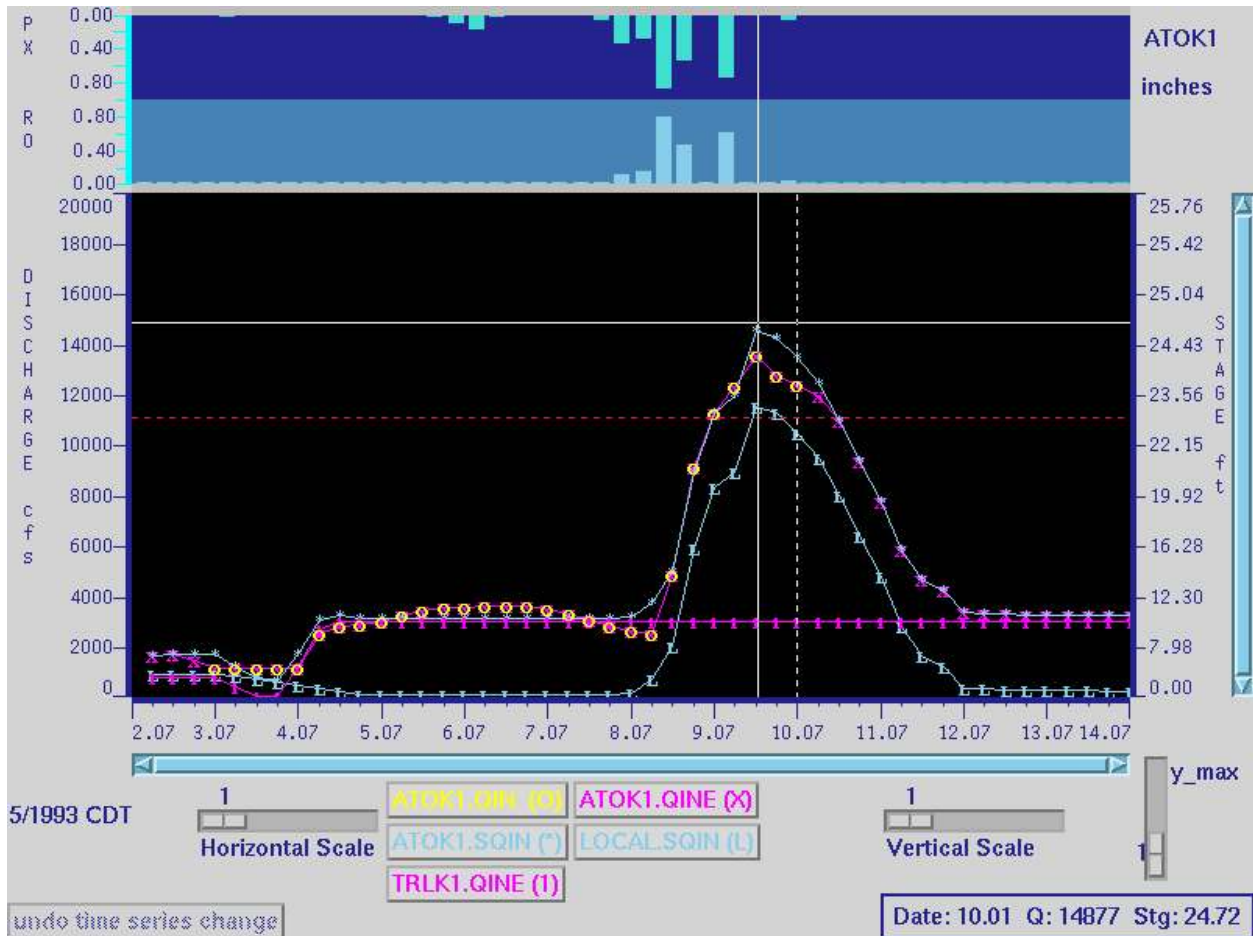 PX
0.00
0.40
0.80
RO
0.80
0.40
0.00
ATOK1
inches
DISCHARGE cfs
20000
18000
16000
14000
12000
10000
8000
6000
4000
2000
0
25.76
25.42
25.04
24.43
23.56
22.15
19.92
16.28
12.30
7.98
0.00
STAGE ft
2.07 3.07 4.07 5.07 6.07 7.07 8.07 9.07 10.07 11.07 12.07 13.07 14.07
5/1993 CDT
1
Horizontal Scale
ATOK1.QIN (O)
ATOK1.QINE (X)
ATOK1.SQIN (*)
LOCAL.SQIN (L)
TRLK1.QINE (1)
1
Vertical Scale
y_max
1
undo time series change
Date: 10.01 Q: 14877 Stg: 24.72